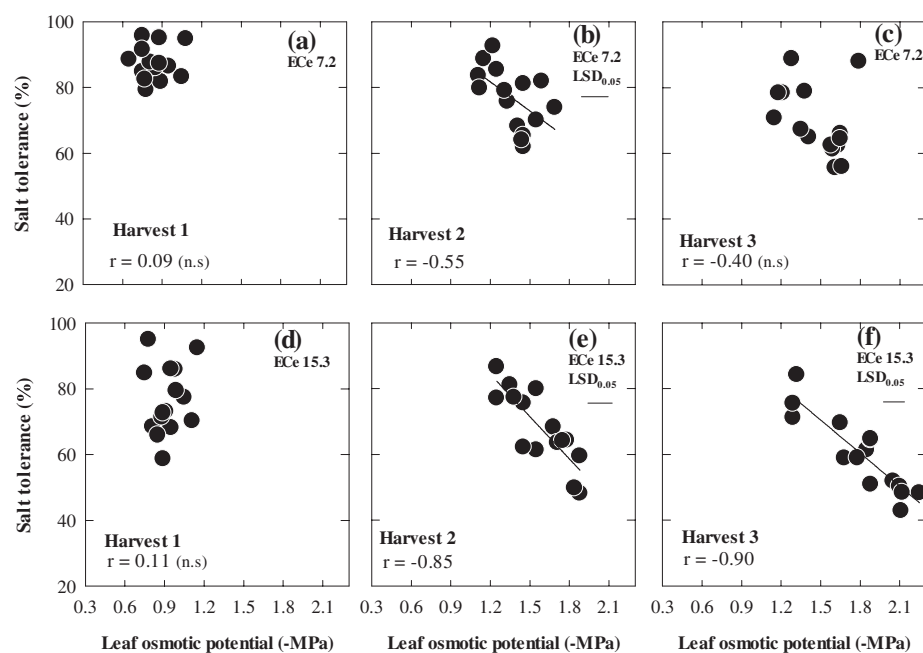 100
80
60
40
20
Salt tolerance (%)
(a)
ECe 7.2
Harvest 1
r = 0.09 (n.s)
(b)
ECe 7.2
LSD0.05
Harvest 2
r = -0.55
(c)
ECe 7.2
Harvest 3
r = -0.40 (n.s)
100
80
60
40
20
Salt tolerance (%)
(d)
ECe 15.3
Harvest 1
r = 0.11 (n.s)
(e)
ECe 15.3
LSD0.05
Harvest 2
r = -0.85
(f)
ECe 15.3
LSD0.05
Harvest 3
r = -0.90
0.3 0.6 0.9 1.2 1.5 1.8 2.1
0.3 0.6 0.9 1.2 1.5 1.8 2.1
0.3 0.6 0.9 1.2 1.5 1.8 2.1
Leaf osmotic potential (-MPa)
Leaf osmotic potential (-MPa)
Leaf osmotic potential (-MPa)